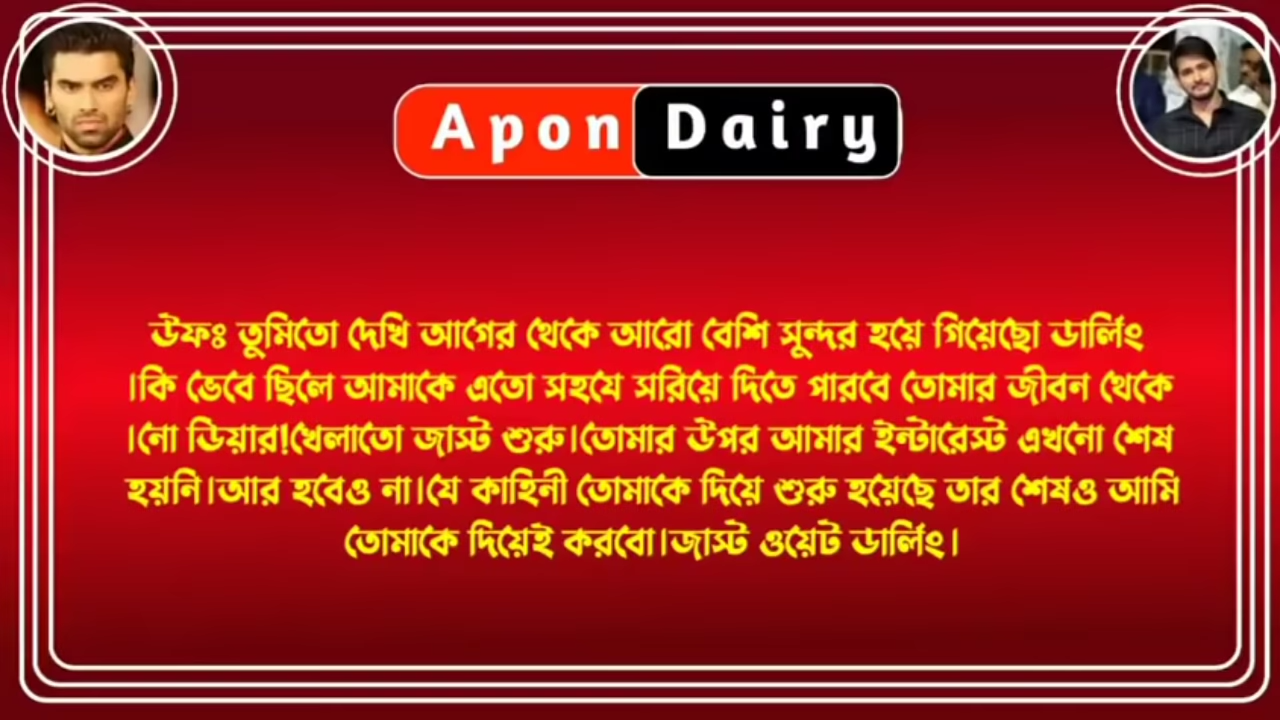 Apon Dairy
উফঃ তুমিতো দেখি আগের থেকে আরো বেশি সুন্দর হয়ে গিয়েছো ডার্লিং
।কি ভেবে ছিলে আমাকে এতো সহযে সরিয়ে দিতে পারবে তোমার জীবন থেকে
।নো ডিয়ার!খেলাতো জাস্ট শুরু।তোমার উপর আমার ইন্টারেস্ট এখনো শেষ
হয়নি।আর হবেও না।যে কাহিনী তোমাকে দিয়ে শুরু হয়েছে তার শেষও আমি
তোমাকে দিয়েই করবো।জাস্ট ওয়েট ডার্লিং।